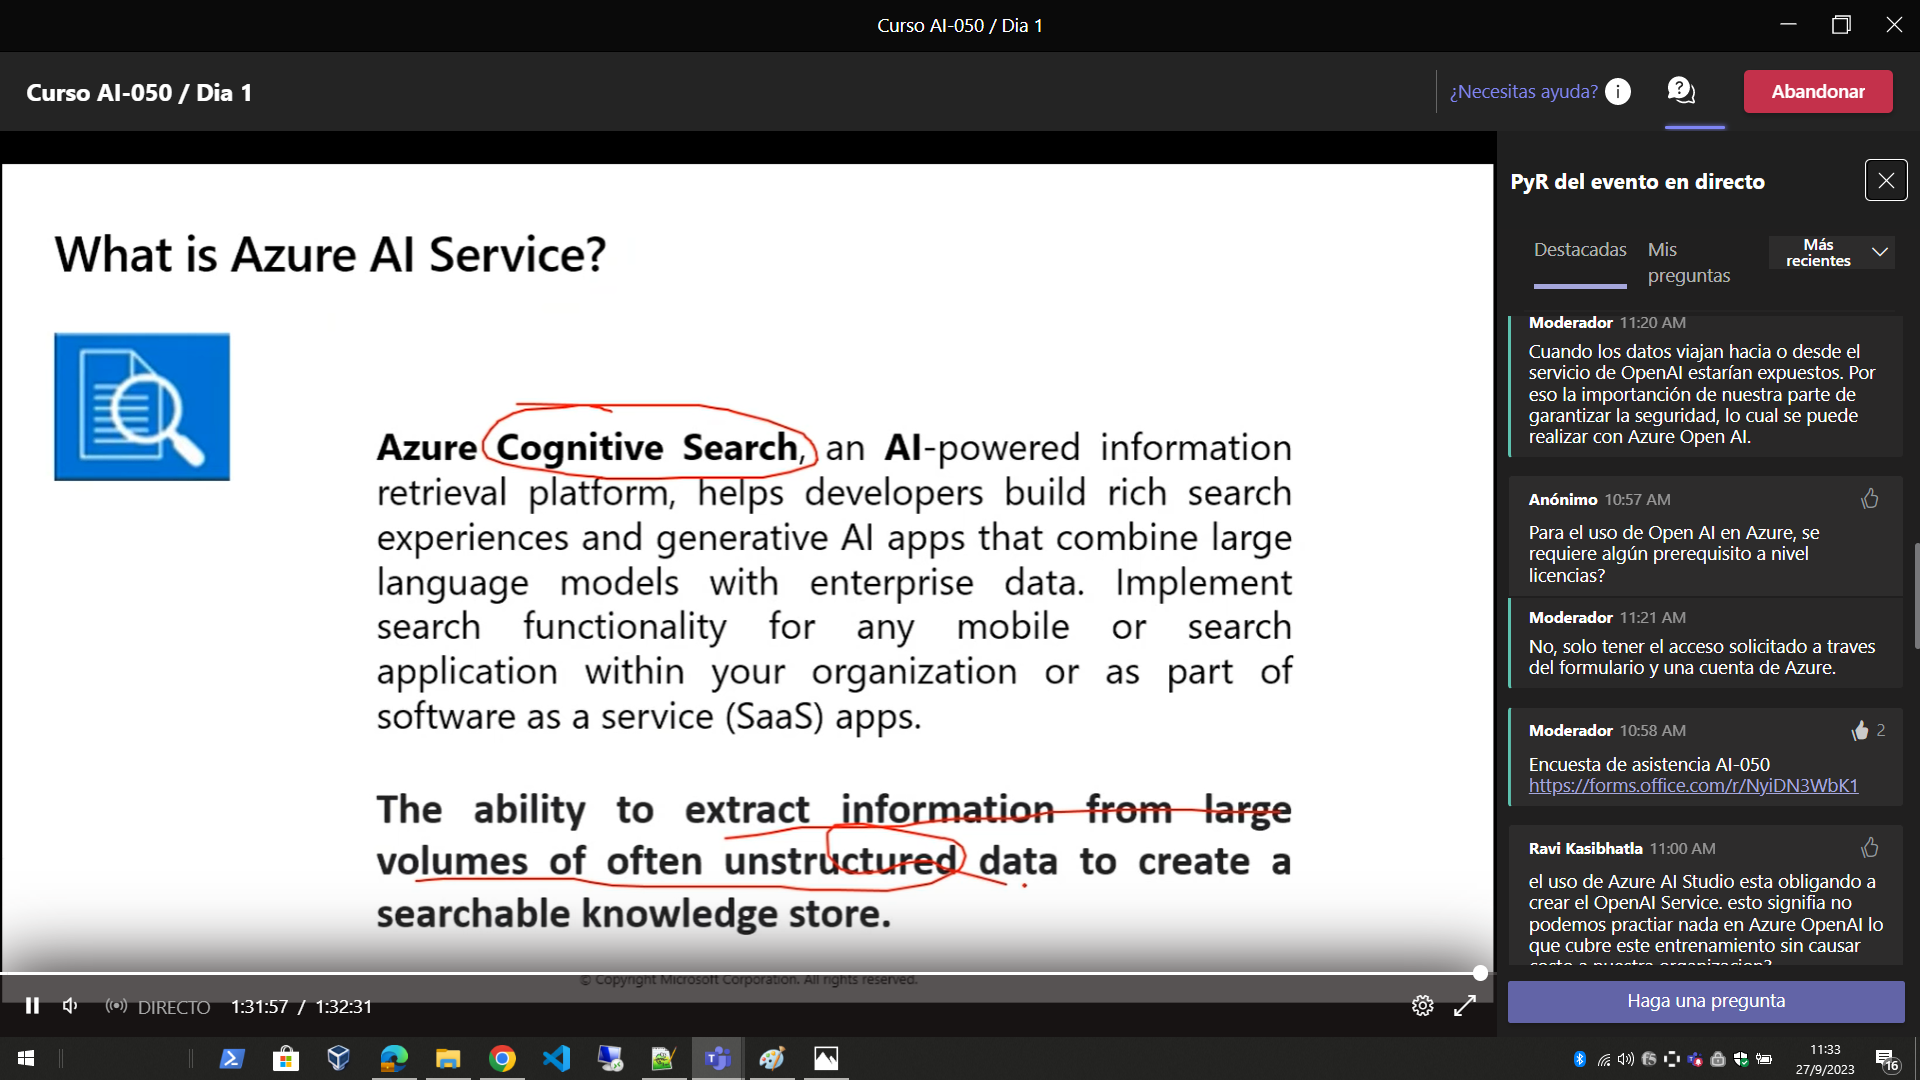 Curso AI-050 / Dia 1
Curso AI-050 / Dia 1
¿Necesitas ayuda?
Abandonar
What is Azure AI Service?
Azure Cognitive Search, an AI-powered information
retrieval platform, helps developers build rich search
experiences and generative AI apps that combine large
language models with enterprise data. Implement
search functionality for any mobile or search
application within your organization or as part of
software as a service (SaaS) apps.
The ability to extract information from large
volumes of often unstructured data to create a
searchable knowledge store.
© Copyright Microsoft Corporation. All rights reserved.
DIRECTO
1:31:57 / 1:32:31
PyR del evento en directo
Destacadas
Mis
preguntas
Más
recientes
Moderador 11:20 AM
Cuando los datos viajan hacia o desde el
servicio de OpenAI estarían expuestos. Por
eso la importanción de nuestra parte de
garantizar la seguridad, lo cual se puede
realizar con Azure Open AI.
Anónimo 10:57 AM
Para el uso de Open AI en Azure, se
requiere algún prerequisito a nivel
licencias?
Moderador 11:21 AM
No, solo tener el acceso solicitado a traves
del formulario y una cuenta de Azure.
Moderador 10:58 AM
2
Encuesta de asistencia AI-050
https://forms.office.com/r/NyiDN3WbK1
Ravi Kasibhatla 11:00 AM
el uso de Azure AI Studio esta obligando a
crear el OpenAI Service. esto signifia no
podemos practiar nada en Azure OpenAI lo
que cubre este entrenamiento sin causar
Haga una pregunta
11:33
27/9/2023
16